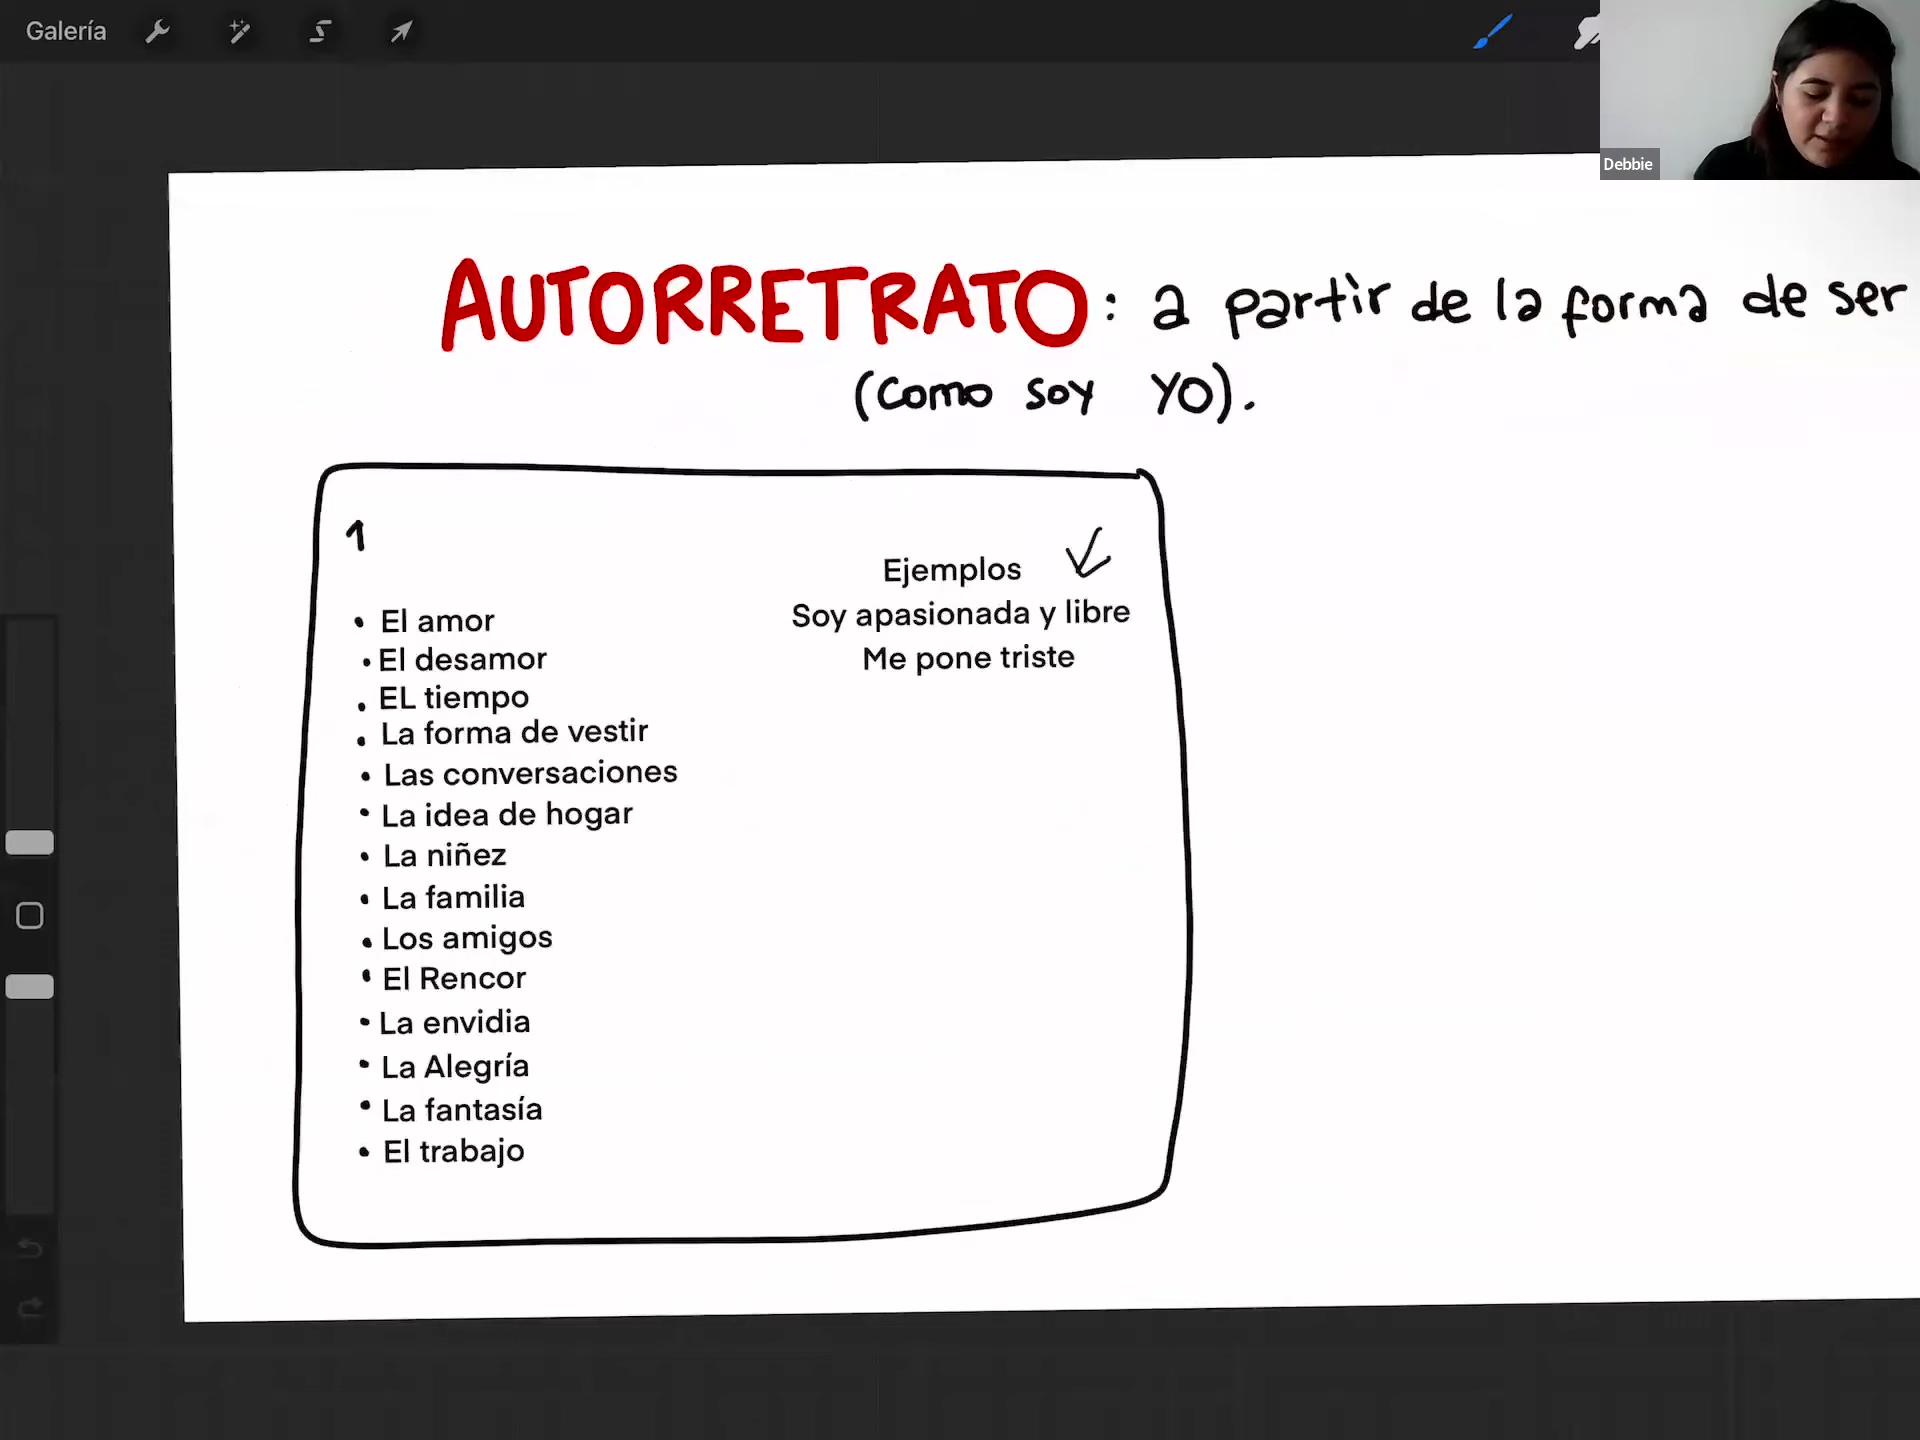 Galería
Debbie
AUTORRETRATO: a partir de la forma de ser
(como soy YO).
1
Ejemplos
Soy apasionada y libre
Me pone triste
• El amor
• El desamor
• EL tiempo
• La forma de vestir
• Las conversaciones
• La idea de hogar
• La niñez
• La familia
• Los amigos
• El Rencor
• La envidia
• La Alegría
• La fantasía
• El trabajo